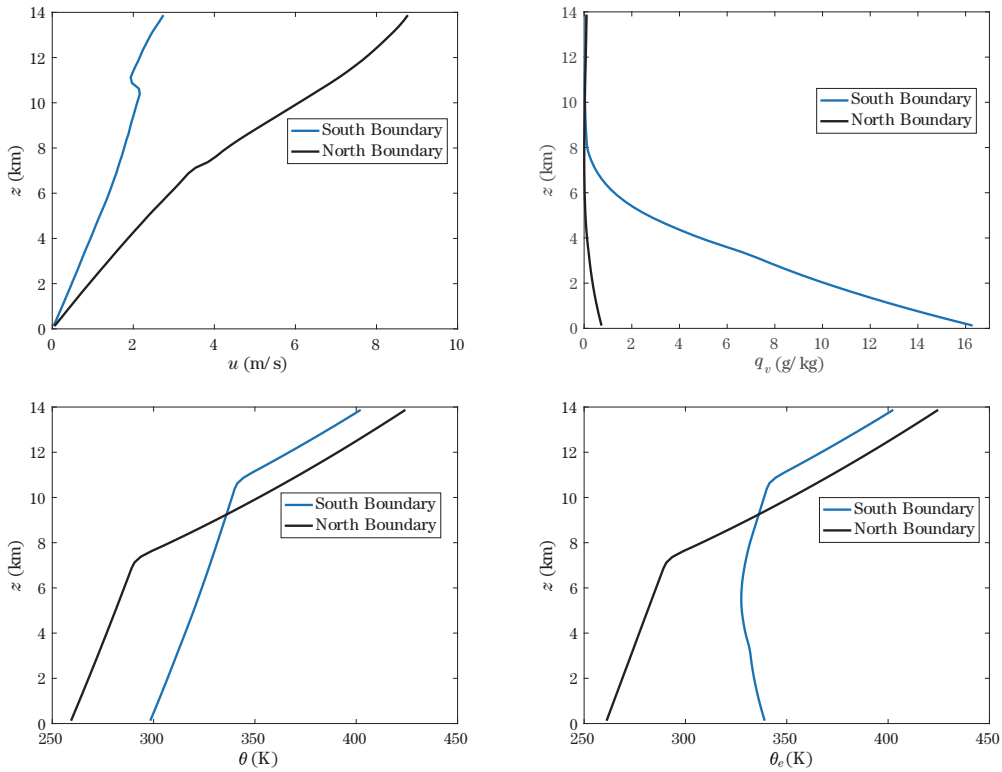 14
12
10
8
6
4
2
0
z (km)
South Boundary
North Boundary
0 2 4 6 8 10
u (m/s)
14
12
10
8
6
4
2
0
z (km)
South Boundary
North Boundary
0 2 4 6 8 10 12 14 16
q_v (g/kg)
14
12
10
8
6
4
2
0
z (km)
South Boundary
North Boundary
250 300 350 400 450
θ (K)
14
12
10
8
6
4
2
0
z (km)
South Boundary
North Boundary
250 300 350 400 450
θ_e (K)